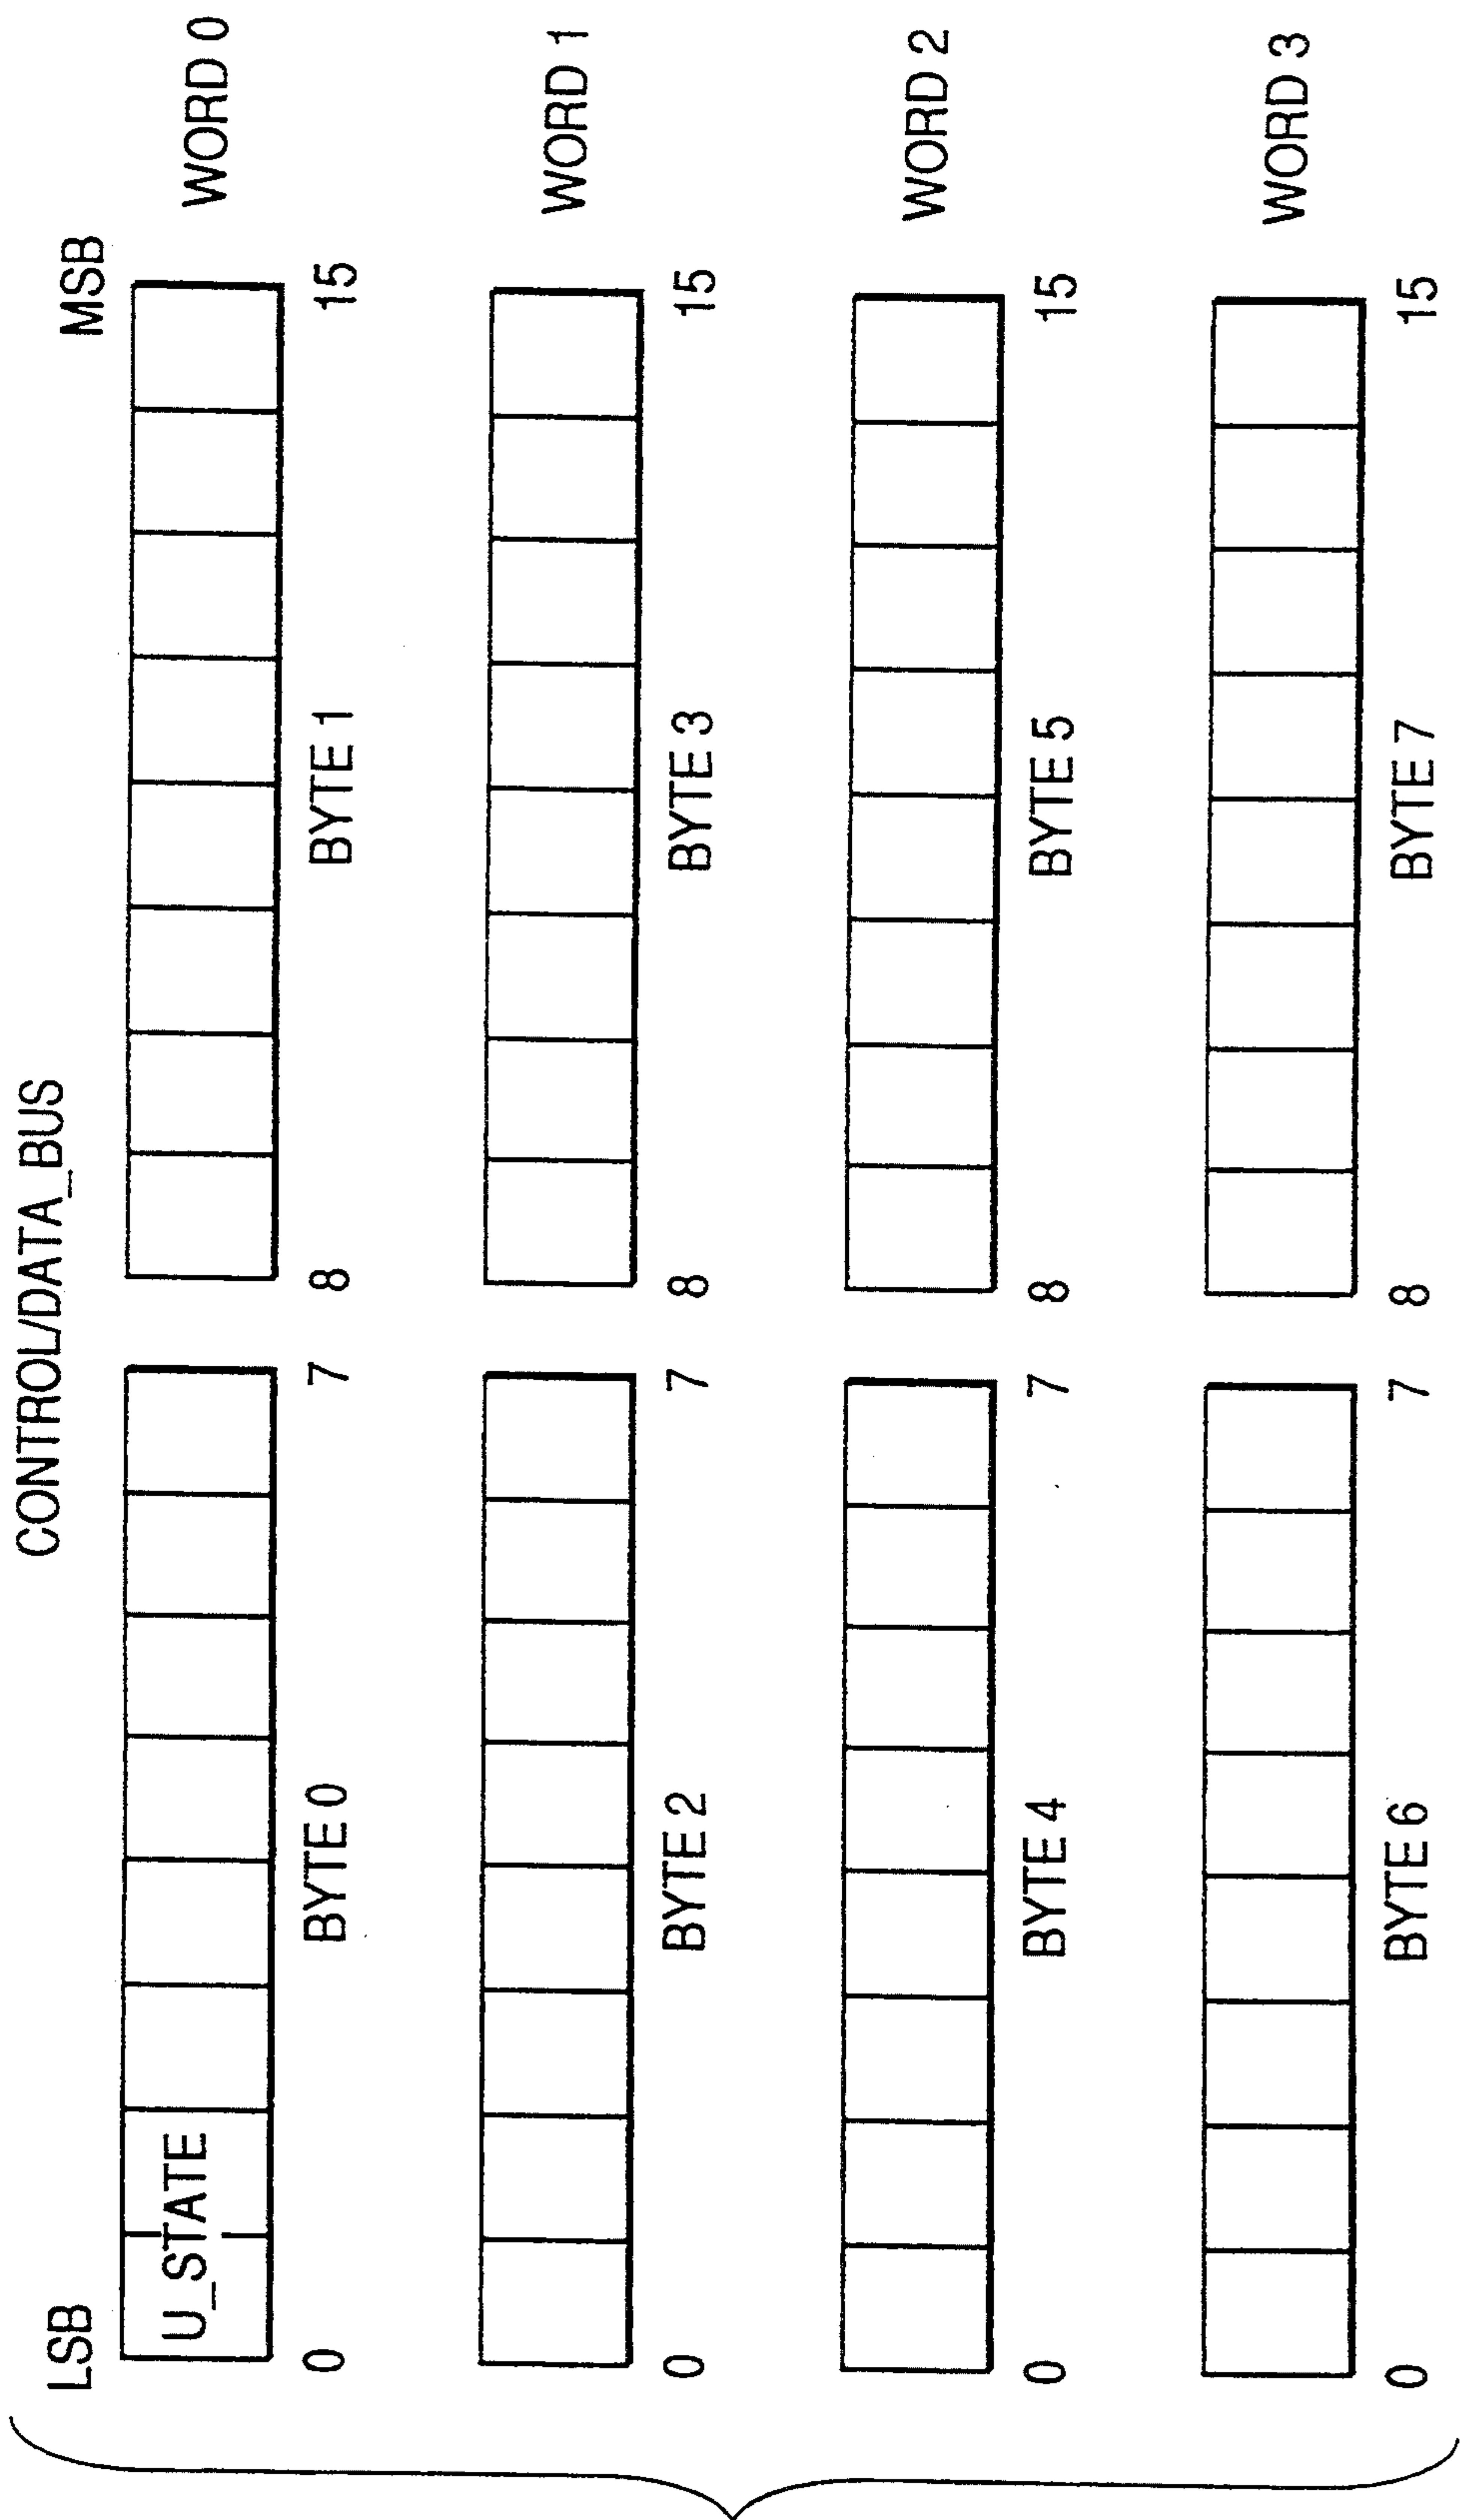 CONTROL/DATA_BUS
LSB MSB
U_STATE WORD 0
0 BYTE 0 7 8 BYTE 1 15
WORD 1
0 BYTE 2 7 8 BYTE 3 15
WORD 2
0 BYTE 4 7 8 BYTE 5 15
WORD 3
0 BYTE 6 7 8 BYTE 7 15